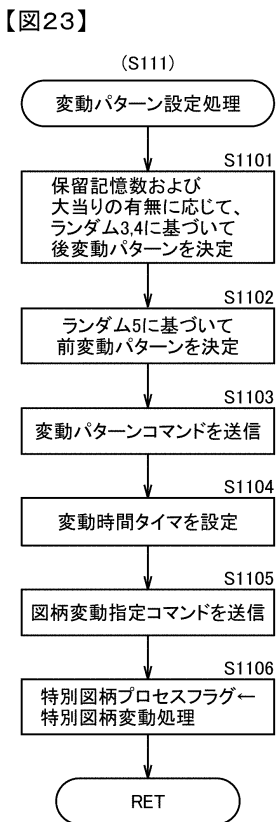 【図23】
(S111)
変動パターン設定処理
S1101
保留記憶数および
大当りの有無に応じて、
ランダム3,4に基づいて
後変動パターンを決定
S1102
ランダム5に基づいて
前変動パターンを決定
S1103
変動パターンコマンドを送信
S1104
変動時間タイマを設定
S1105
図柄変動指定コマンドを送信
S1106
特別図柄プロセスフラグ←
特別図柄変動処理
RET